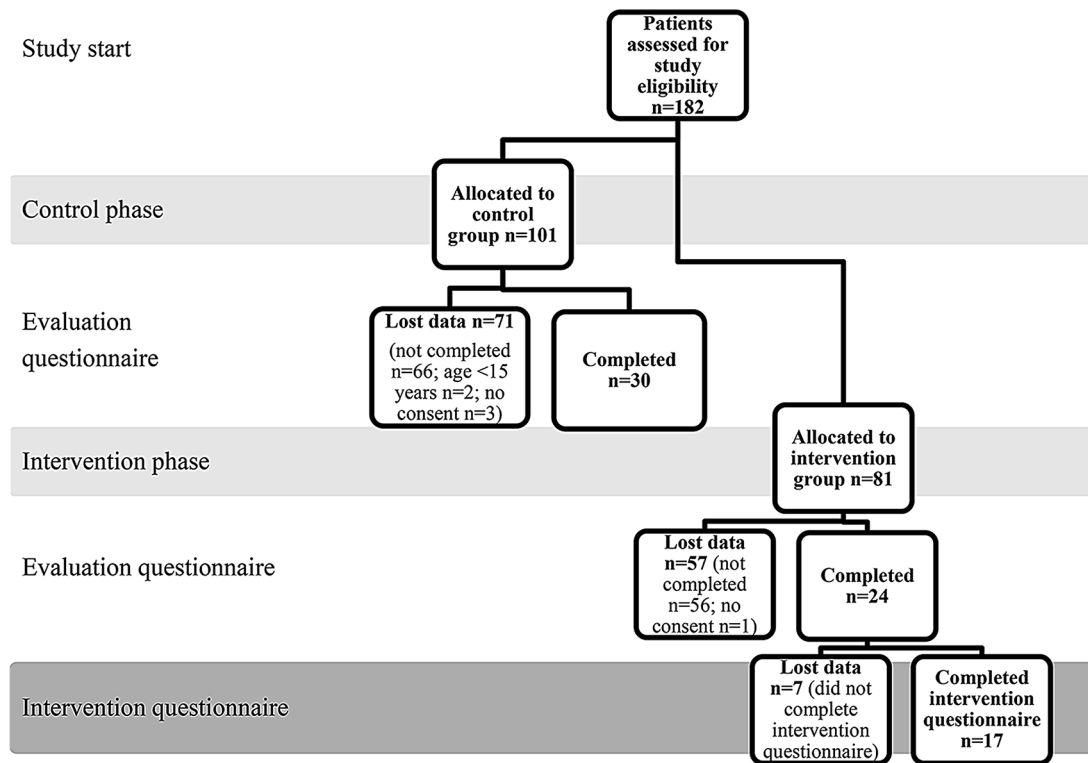 Study start
Patients
assessed for
study
eligibility
n=182
Control phase
Allocated to
control
group n=101
Evaluation
questionnaire
Lost data n=71
(not completed
n=66; age <15
years n=2; no
consent n=3)
Completed
n=30
Intervention phase
Allocated to
intervention
group n=81
Evaluation questionnaire
Lost data
n=57 (not
completed
n=56; no
consent n=1)
Completed
n=24
Intervention questionnaire
Lost data
n=7 (did not
complete
intervention
questionnaire)
Completed
intervention
questionnaire
n=17